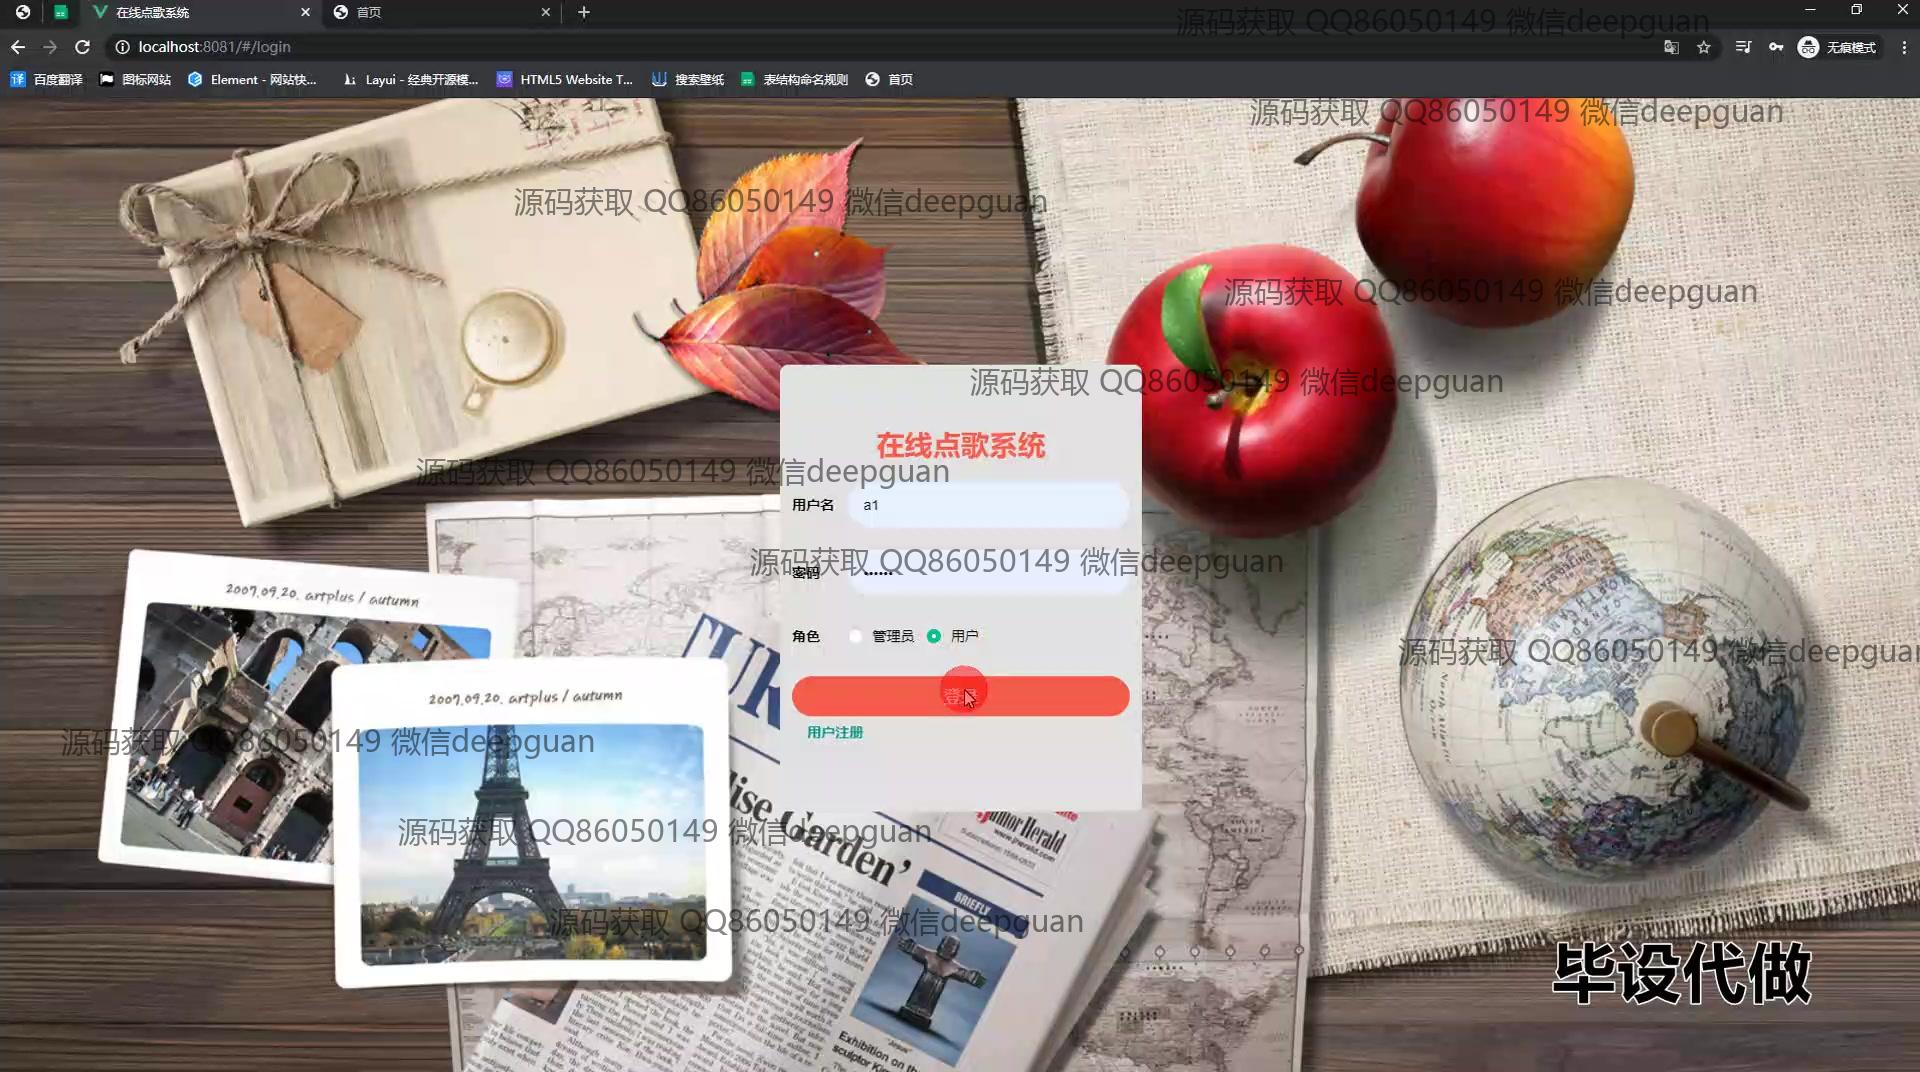 在线点歌系统
首页
localhost:8081/#/login
无痕模式
百度翻译
图标网站
Element - 网站快...
Layui - 经典开源模...
HTML5 Website T...
搜索壁纸
表结构命名规则
首页
源码获取 QQ86050149 微信deepguan
源码获取 QQ86050149 微信deepguan
源码获取 QQ86050149 微信deepguan
源码获取 QQ86050149 微信deepguan
源码获取 QQ86050149 微信deepguan
在线点歌系统
源码获取 QQ86050149 微信deepguan
用户名
a1
源码获取 QQ86050149 微信deepguan
密码
角色
管理员
用户
源码获取 QQ86050149 微信deepguan
登录
用户注册
源码获取 QQ86050149 微信deepguan
2007.09.20. artplus / autumn
2007.09.20. artplus / autumn
源码获取 QQ86050149 微信deepguan
lise Garden'
Junior Herald
BRIEFLY
源码获取 QQ86050149 微信deepguan
"Jesus"
Exhibition on th
sculptor
毕设代做